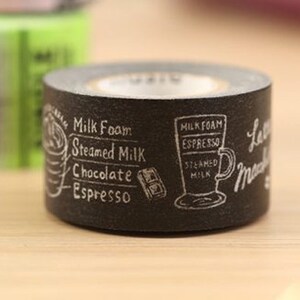 Milk Foam
Steamed Milk
Chocolate
Espresso
MILK FOAM
ESPRESSO
STEAMED
MILK